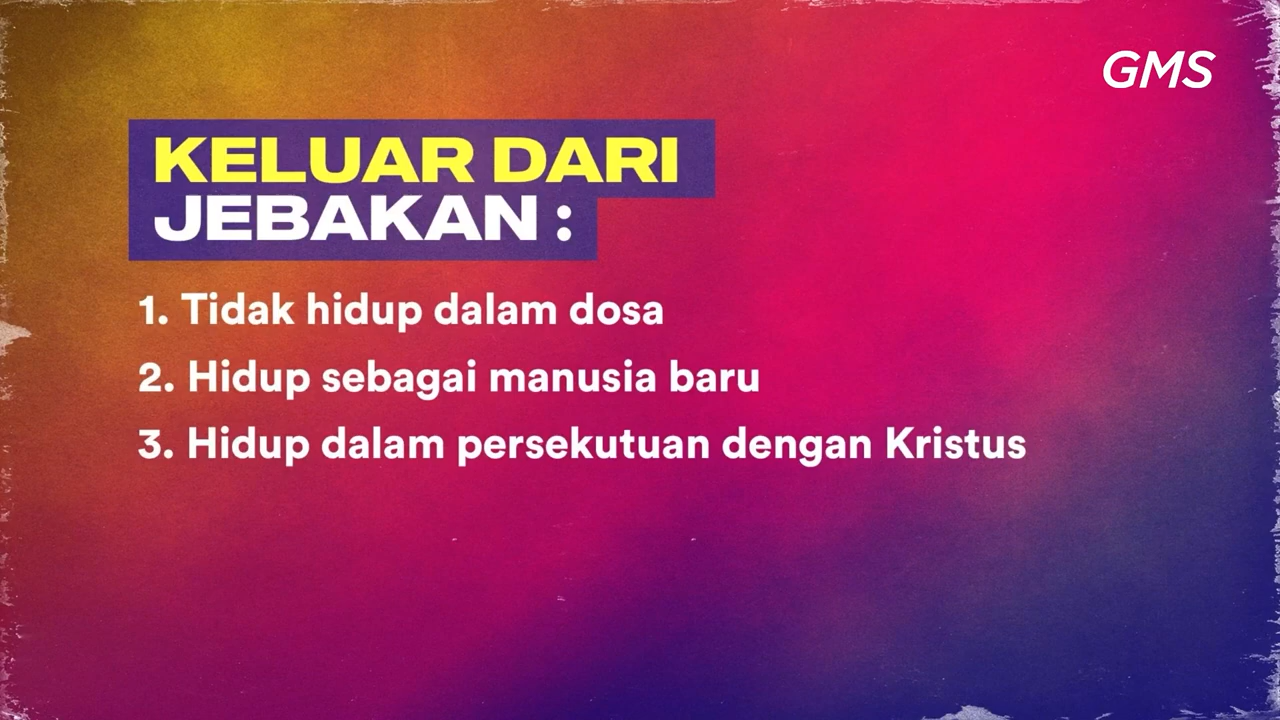 GMS
KELUAR DARI
JEBAKAN :
1. Tidak hidup dalam dosa
2. Hidup sebagai manusia baru
3. Hidup dalam persekutuan dengan Kristus